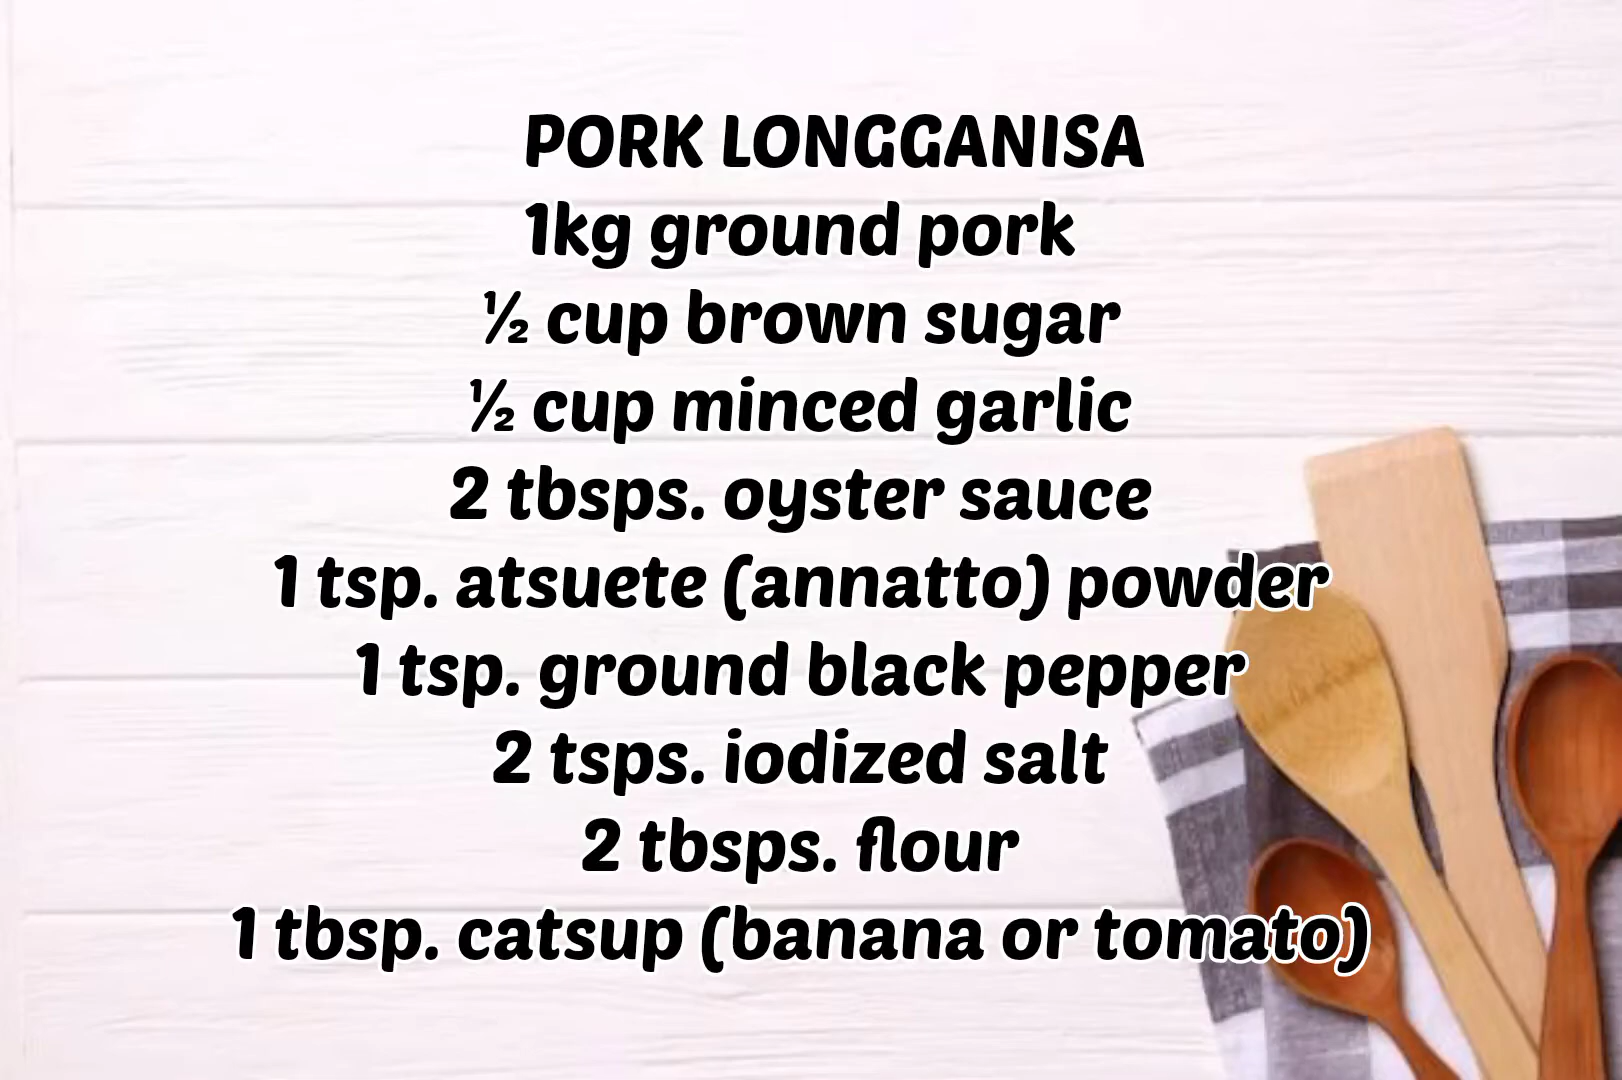 PORK LONGGANISA
1kg ground pork
½ cup brown sugar
½ cup minced garlic
2 tbsps. oyster sauce
1 tsp. atsuete (annatto) powder
1 tsp. ground black pepper
2 tsps. iodized salt
2 tbsps. flour
1 tbsp. catsup (banana or tomato)